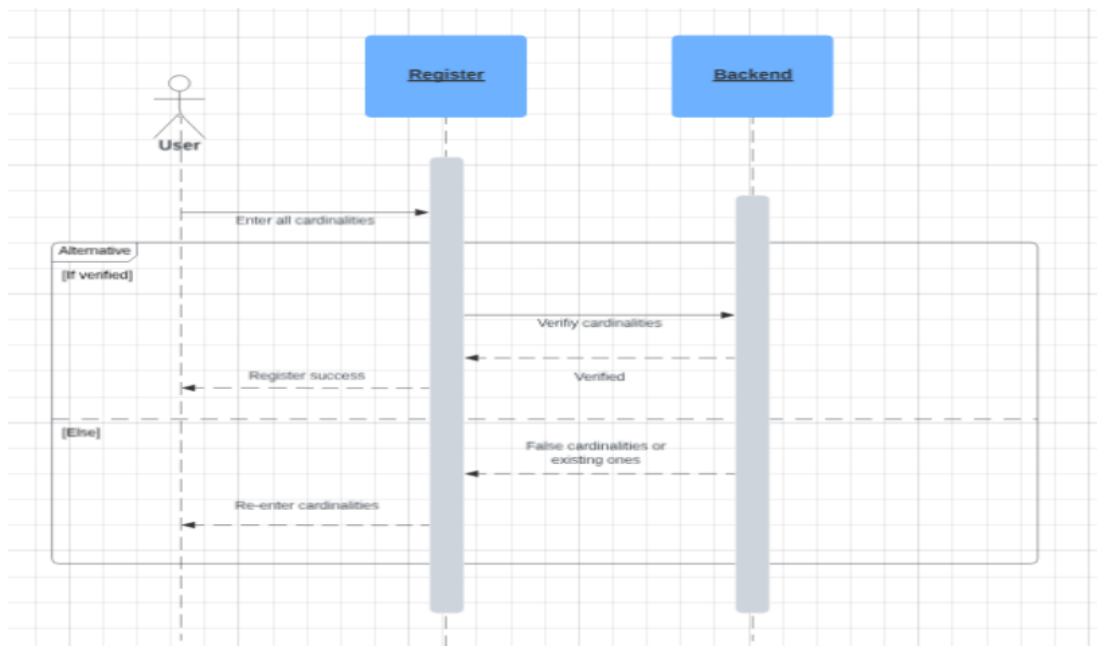 Register
Backend
User
Enter all cardinalities
Alternative
[If verified]
Verifiy cardinalities
Register success
Verified
[Else]
False cardinalities or
existing ones
Re-enter cardinalities